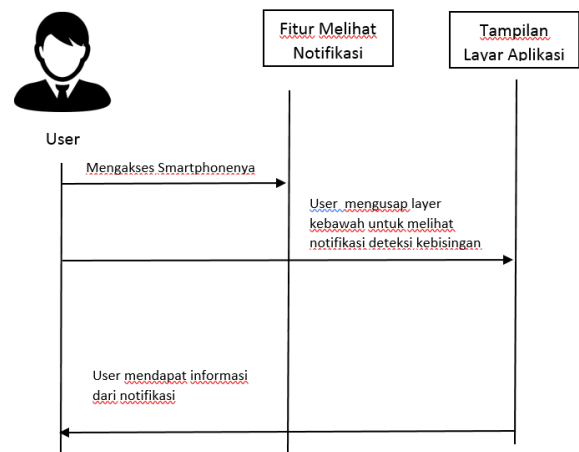 Fitur Melihat
Notifikasi
Tampilan
Layar Aplikasi
User
Mengakses Smartphonenya
User mengusap layer
kebawah untuk melihat
notifikasi deteksi kebisingan
User mendapat informasi
dari notifikasi